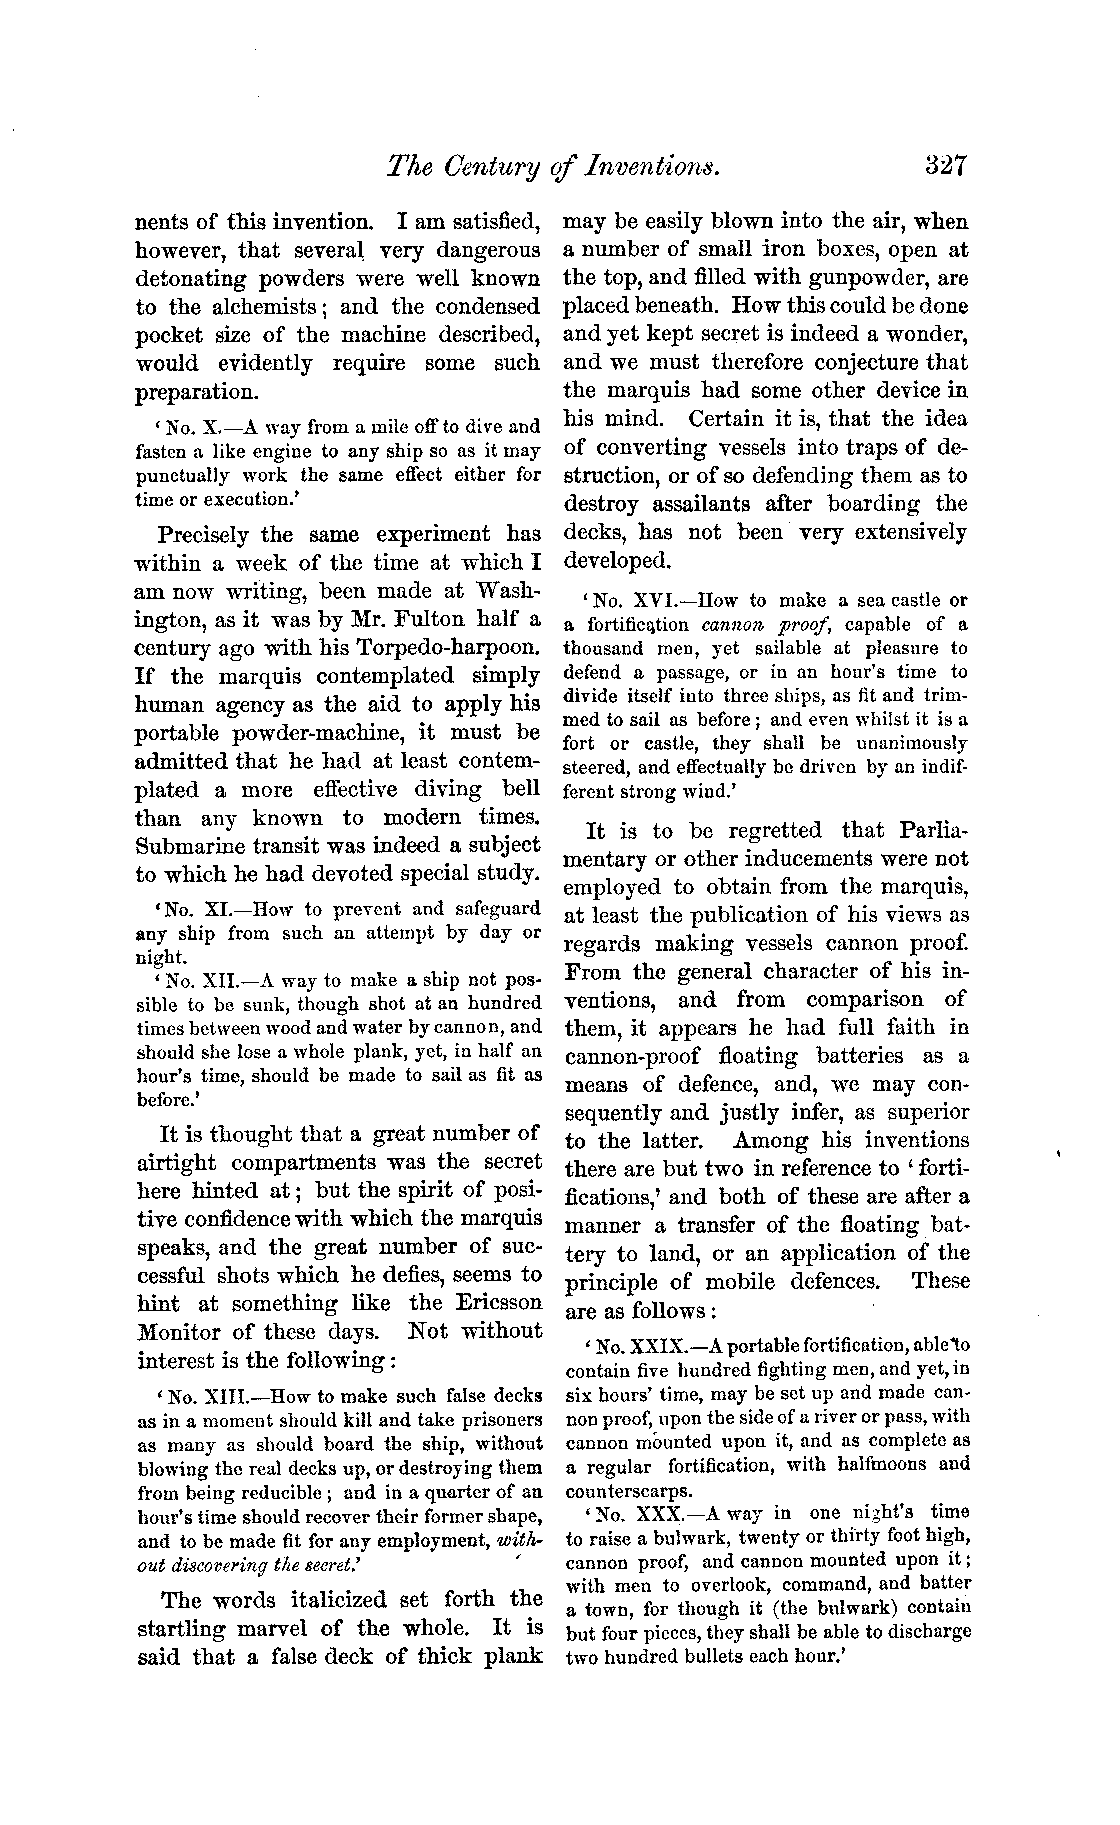 The Century of Inventions. 327
nents of this invention. I am satisfied,
however, that several very dangerous
detonating powders were well known
to the alchemists; and the condensed
pocket size of the machine described,
would evidently require some such
preparation.
‘No. X.—A way from a mile off to dive and
fasten a like engine to any ship so as it may
punctually work the same effect either for
time or execution.’
Precisely the same experiment has
within a week of the time at which I
am now writing, been made at Wash-
ington, as it was by Mr. Fulton half a
century ago with his Torpedo-harpoon.
If the marquis contemplated simply
human agency as the aid to apply his
portable powder-machine, it must be
admitted that he had at least contem-
plated a more effective diving bell
than any known to modern times.
Submarine transit was indeed a subject
to which he had devoted special study.
‘No. XI.—How to prevent and safeguard
any ship from such an attempt by day or
night.
‘No. XII.—A way to make a ship not pos-
sible to be sunk, though shot at an hundred
times between wood and water by cannon, and
should she lose a whole plank, yet, in half an
hour's time, should be made to sail as fit as
before.’
It is thought that a great number of
airtight compartments was the secret
here hinted at; but the spirit of posi-
tive confidence with which the marquis
speaks, and the great number of suc-
cessful shots which he defies, seems to
hint at something like the Ericsson
Monitor of these days. Not without
interest is the following:
‘No. XIII.—How to make such false decks
as in a moment should kill and take prisoners
as many as should board the ship, without
blowing the real decks up, or destroying them
from being reducible; and in a quarter of an
hour's time should recover their former shape,
and to be made fit for any employment, with-
out discovering the secret.’
The words italicized set forth the
startling marvel of the whole. It is
said that a false deck of thick plank
may be easily blown into the air, when
a number of small iron boxes, open at
the top, and filled with gunpowder, are
placed beneath. How this could be done
and yet kept secret is indeed a wonder,
and we must therefore conjecture that
the marquis had some other device in
his mind. Certain it is, that the idea
of converting vessels into traps of de-
struction, or of so defending them as to
destroy assailants after boarding the
decks, has not been very extensively
developed.
‘No. XVI.—How to make a sea castle or
a fortification cannon proof, capable of a
thousand men, yet sailable at pleasure to
defend a passage, or in an hour's time to
divide itself into three ships, as fit and trim-
med to sail as before; and even whilst it is a
fort or castle, they shall be unanimously
steered, and effectually be driven by an indif-
ferent strong wind.’
It is to be regretted that Parlia-
mentary or other inducements were not
employed to obtain from the marquis,
at least the publication of his views as
regards making vessels cannon proof.
From the general character of his in-
ventions, and from comparison of
them, it appears he had full faith in
cannon-proof floating batteries as a
means of defence, and, we may con-
sequently and justly infer, as superior
to the latter. Among his inventions
there are but two in reference to ‘forti-
fications,’ and both of these are after a
manner a transfer of the floating bat-
tery to land, or an application of the
principle of mobile defences. These
are as follows:
‘No. XXIX.—A portable fortification, able to
contain five hundred fighting men, and yet, in
six hours' time, may be set up and made can-
non proof, upon the side of a river or pass, with
cannon mounted upon it, and as complete as
a regular fortification, with halfmoons and
counterscarps.
‘No. XXX.—A way in one night's time
to raise a bulwark, twenty or thirty foot high,
cannon proof, and cannon mounted upon it;
with men to overlook, command, and batter
a town, for though it (the bulwark) contain
but four pieces, they shall be able to discharge
two hundred bullets each hour.’